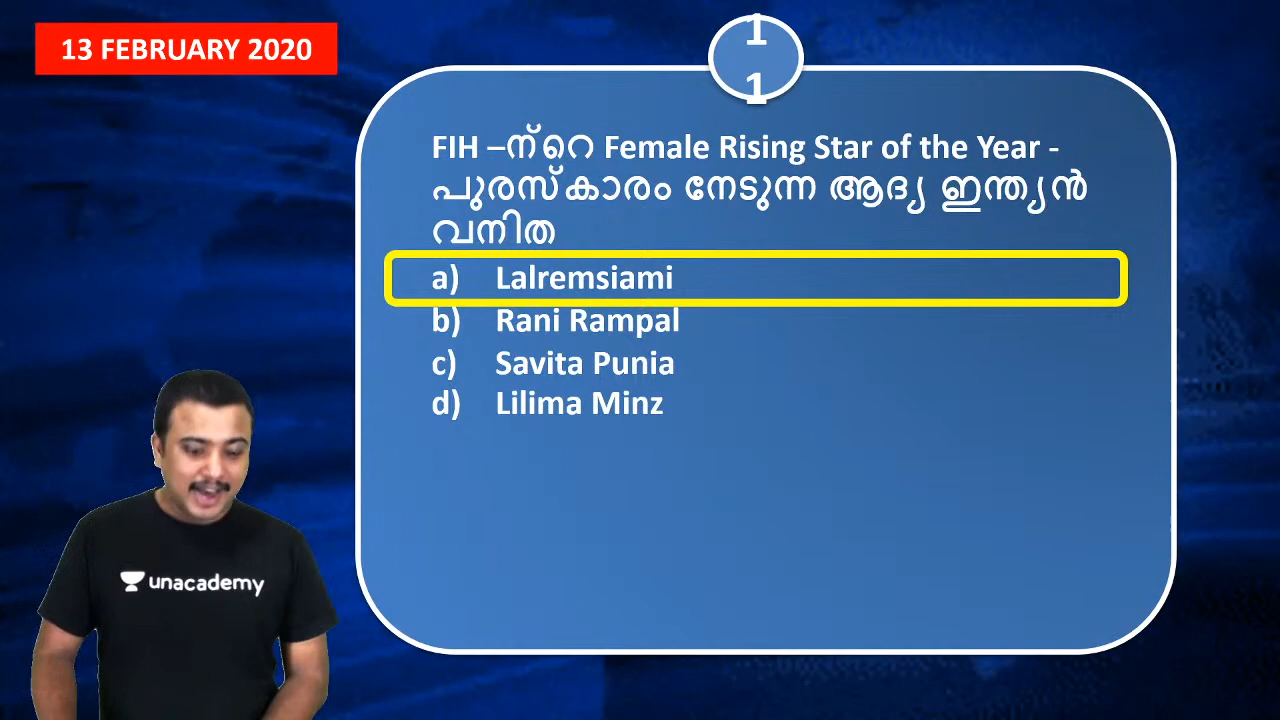 13 FEBRUARY 2020
1
1
FIH –ന്റെ Female Rising Star of the Year -
പുരസ്കാരം നേടുന്ന ആദ്യ ഇന്ത്യൻ
വനിത
a) Lalremsiami
b) Rani Rampal
c) Savita Punia
d) Lilima Minz
unacademy